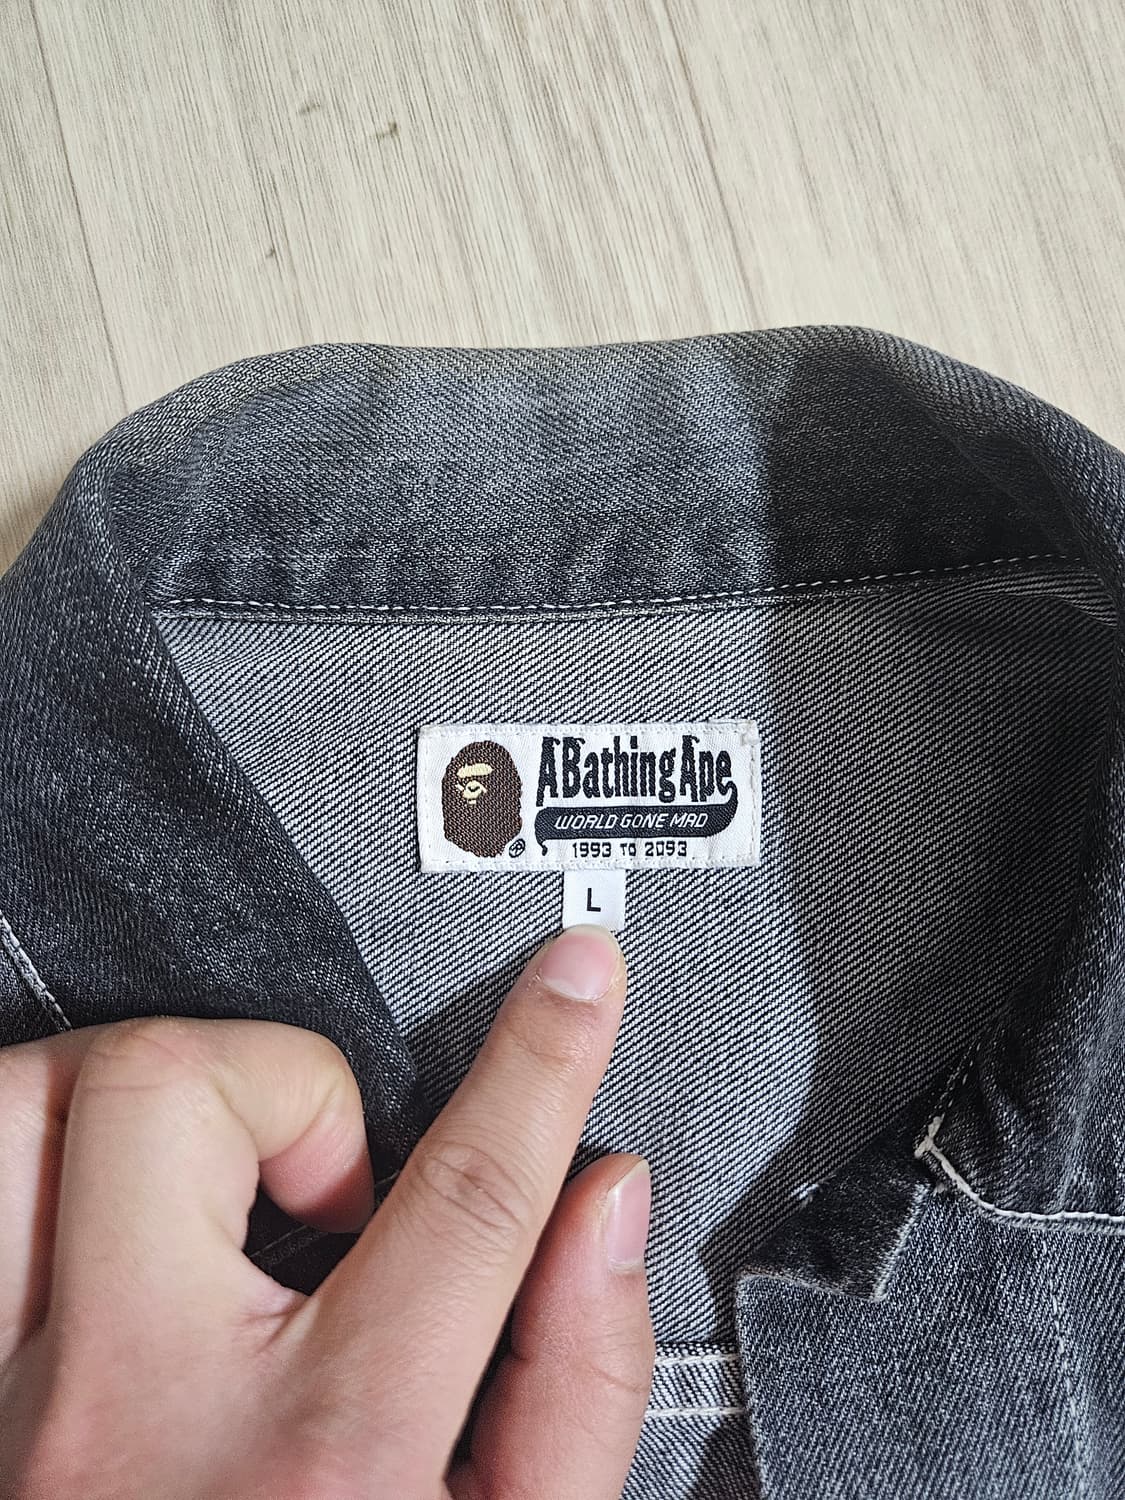 A Bathing Ape
WORLD GONE MAD
1993 TO 2093
L